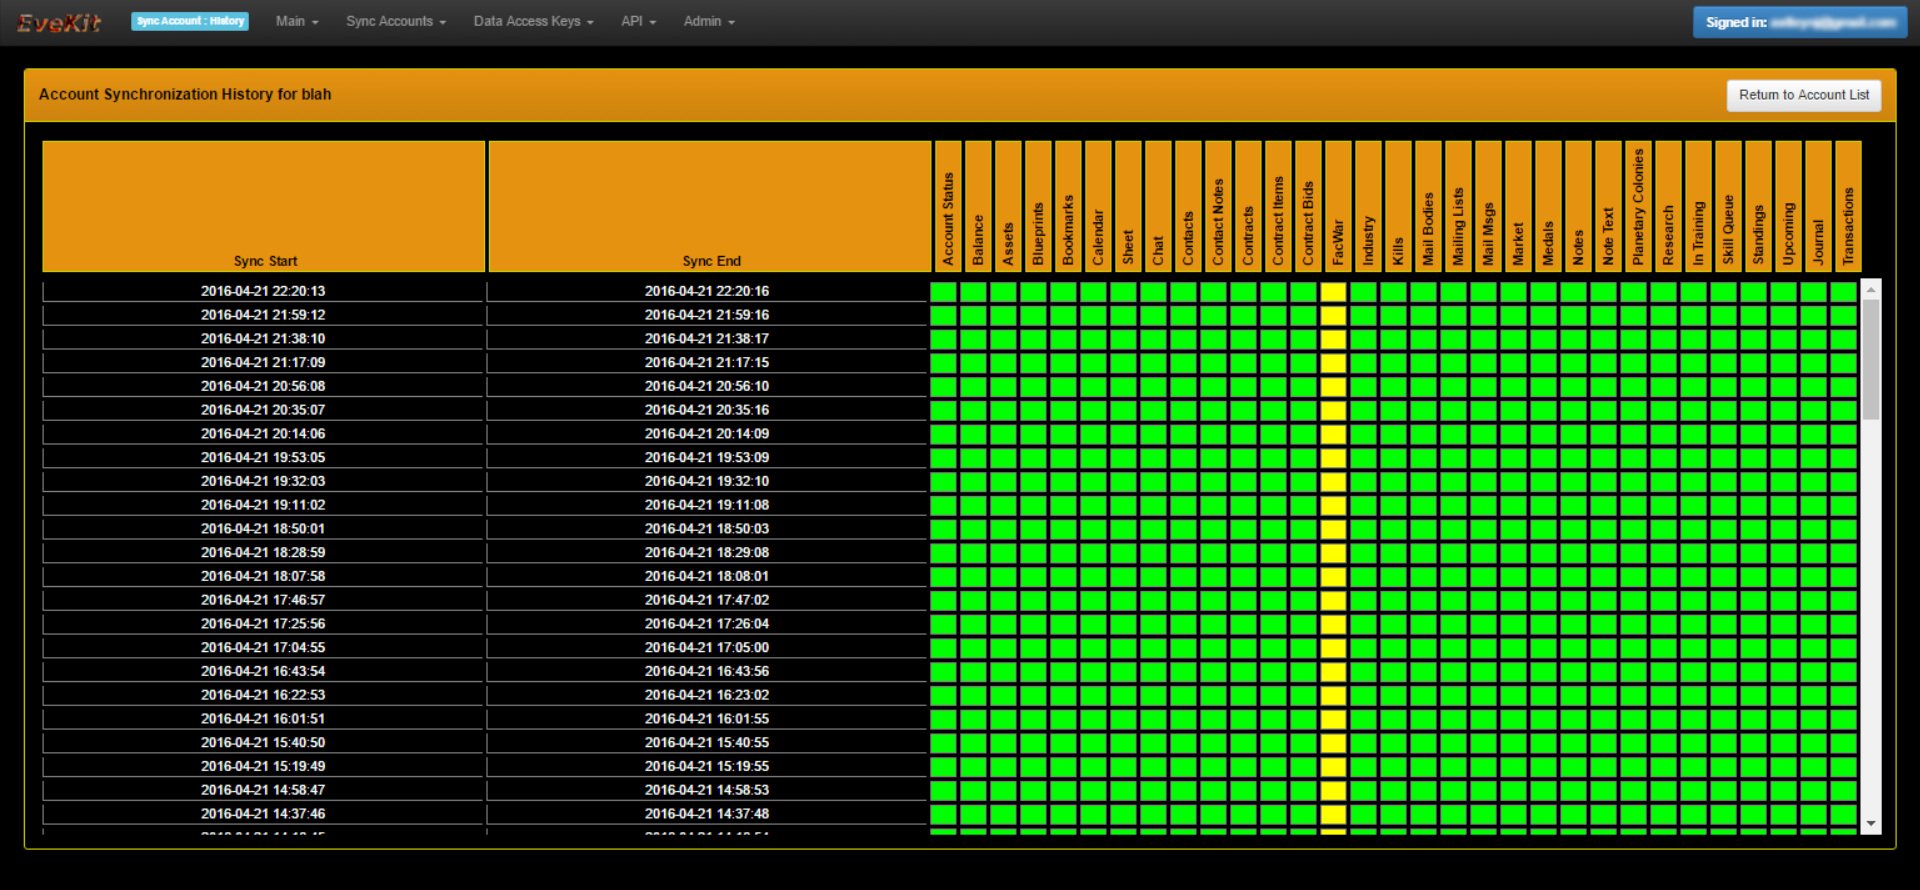 EveKit Sync Account : History Main Sync Accounts Data Access Keys API Admin Signed in:
Account Synchronization History for blah Return to Account List
Sync Start Sync End Account Status Balance Assets Blueprints Bookmarks Calendar Sheet Chat Contacts Contact Notes Contracts Contract Items Contract Bids FacWar Industry Kills Mail Bodies Mailing Lists Mail Msgs Market Medals Notes Note Text Planetary Colonies Research In Training Skill Queue Standings Upcoming Journal Transactions
2016-04-21 22:20:13 2016-04-21 22:20:16
2016-04-21 21:59:12 2016-04-21 21:59:16
2016-04-21 21:38:10 2016-04-21 21:38:17
2016-04-21 21:17:09 2016-04-21 21:17:15
2016-04-21 20:56:08 2016-04-21 20:56:10
2016-04-21 20:35:07 2016-04-21 20:35:16
2016-04-21 20:14:06 2016-04-21 20:14:09
2016-04-21 19:53:05 2016-04-21 19:53:09
2016-04-21 19:32:03 2016-04-21 19:32:10
2016-04-21 19:11:02 2016-04-21 19:11:08
2016-04-21 18:50:01 2016-04-21 18:50:03
2016-04-21 18:28:59 2016-04-21 18:29:08
2016-04-21 18:07:58 2016-04-21 18:08:01
2016-04-21 17:46:57 2016-04-21 17:47:02
2016-04-21 17:25:56 2016-04-21 17:26:04
2016-04-21 17:04:55 2016-04-21 17:05:00
2016-04-21 16:43:54 2016-04-21 16:43:56
2016-04-21 16:22:53 2016-04-21 16:23:02
2016-04-21 16:01:51 2016-04-21 16:01:55
2016-04-21 15:40:50 2016-04-21 15:40:55
2016-04-21 15:19:49 2016-04-21 15:19:55
2016-04-21 14:58:47 2016-04-21 14:58:53
2016-04-21 14:37:46 2016-04-21 14:37:48